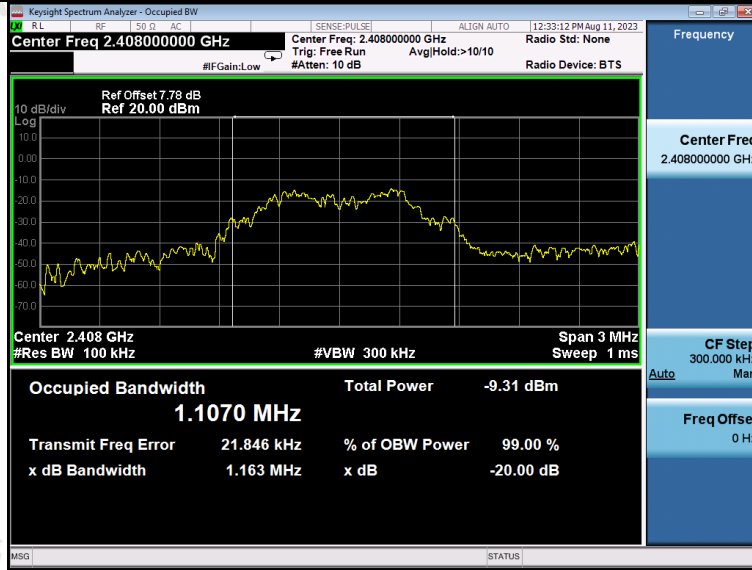 Keysight Spectrum Analyzer - Occupied BW
LXI RL RF 50 Ω AC SENSE:PULSE ALIGN AUTO 12:33:12 PM Aug 11, 2023
Center Freq 2.408000000 GHz
Center Freq: 2.408000000 GHz
Radio Std: None
Trig: Free Run Avg|Hold:>10/10
#IFGain:Low #Atten: 10 dB Radio Device: BTS
Ref Offset 7.78 dB
10 dB/div Ref 20.00 dBm
Log
10.0
0.00
-10.0
-20.0
-30.0
-40.0
-50.0
-60.0
-70.0
Center 2.408 GHz Span 3 MHz
#Res BW 100 kHz #VBW 300 kHz Sweep 1 ms
Occupied Bandwidth Total Power -9.31 dBm
1.1070 MHz
Transmit Freq Error 21.846 kHz % of OBW Power 99.00 %
x dB Bandwidth 1.163 MHz x dB -20.00 dB
MSG STATUS
Frequency
Center Freq
2.408000000 GH
CF Step
300.000 kH
Auto Man
Freq Offse
0 H